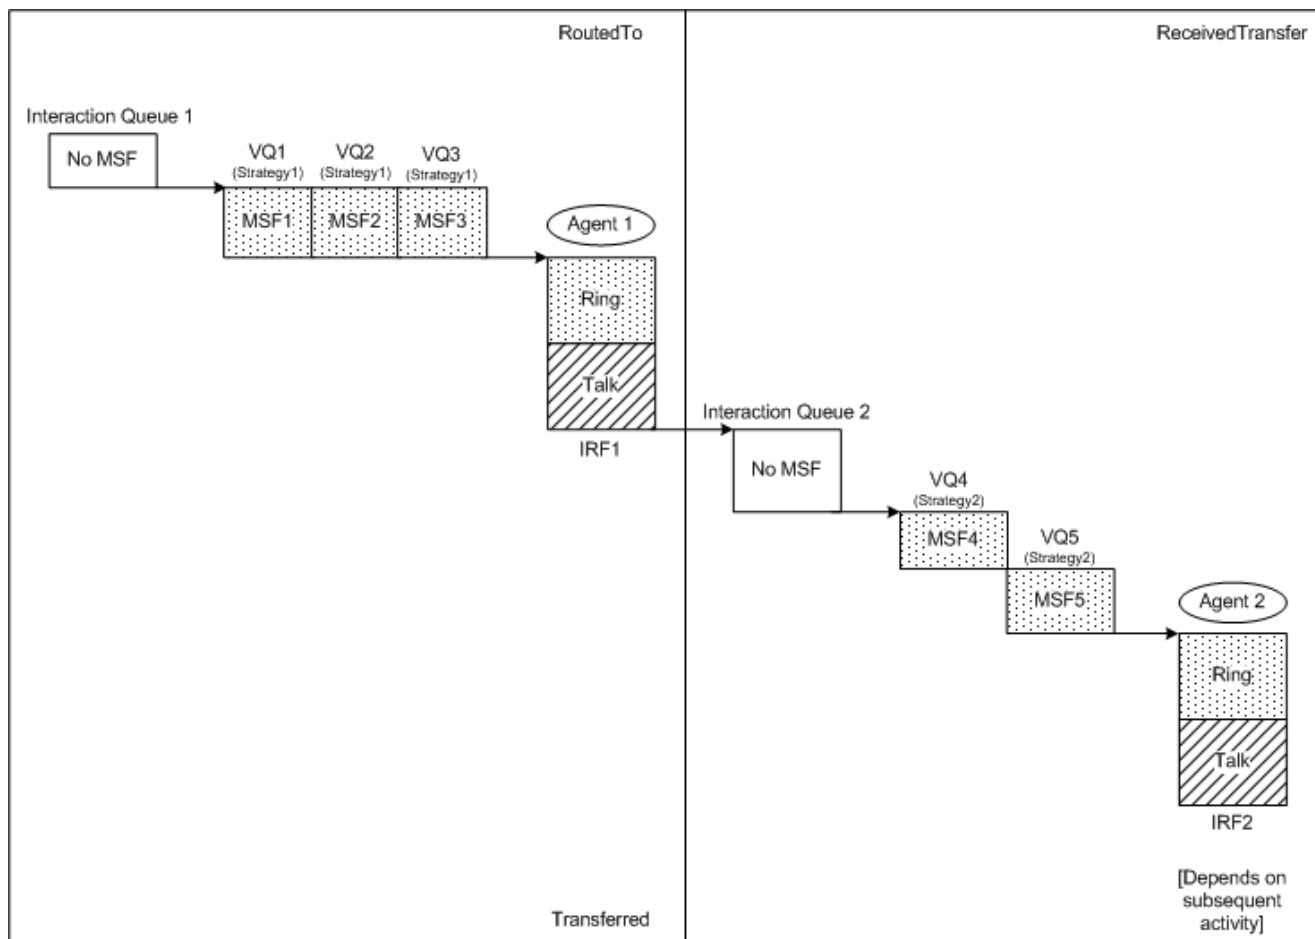 RoutedTo
ReceivedTransfer
Interaction Queue 1
No MSF
VQ1
(Strategy1)
VQ2
(Strategy1)
VQ3
(Strategy1)
MSF1
MSF2
MSF3
Agent 1
Ring
Talk
IRF1
Interaction Queue 2
No MSF
VQ4
(Strategy2)
MSF4
VQ5
(Strategy2)
MSF5
Agent 2
Ring
Talk
IRF2
[Depends on
subsequent
activity]
Transferred